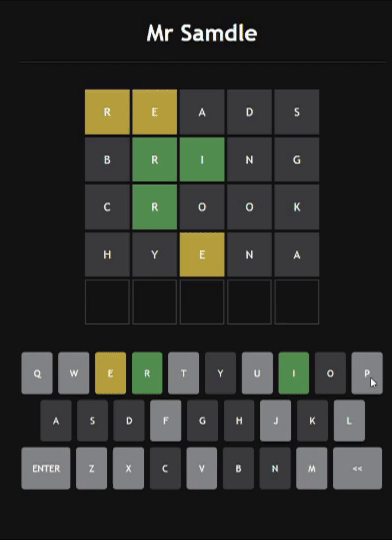 Mr Samdle
R E A D S
B R I N G
C R O O K
H Y E N A
Q W E R T Y U I O P
A S D F G H J K L
ENTER Z X C V B N M <<